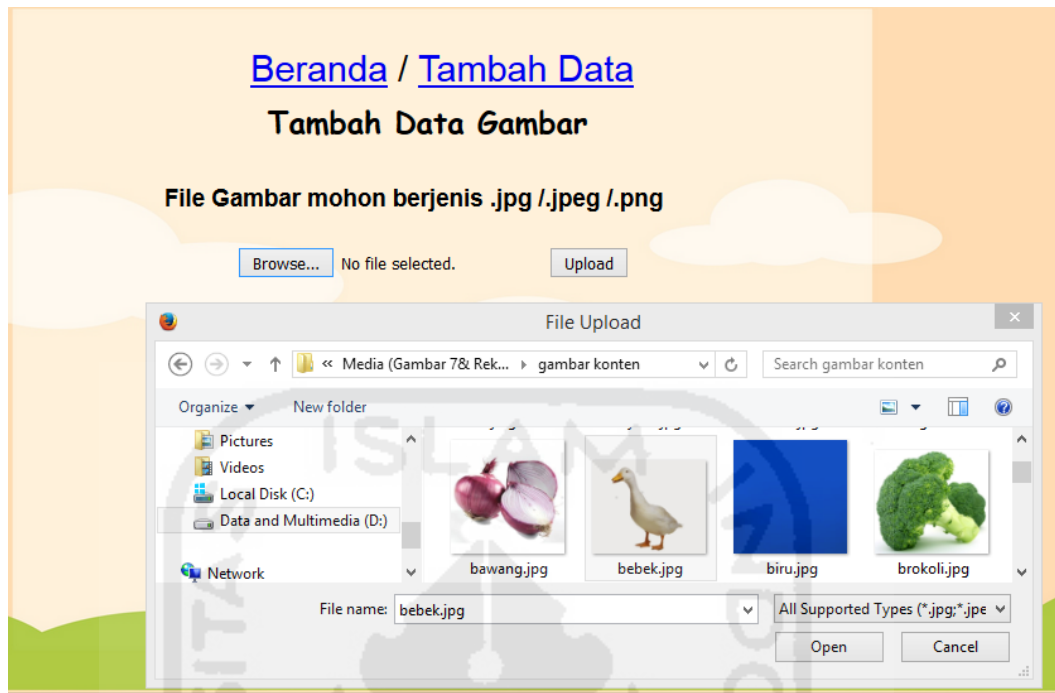 Beranda / Tambah Data
Tambah Data Gambar
File Gambar mohon berjenis .jpg /.jpeg /.png
Browse... No file selected. Upload
File Upload
« Media (Gambar 7& Rek... gambar konten Search gambar konten
Organize New folder
Pictures
Videos
Local Disk (C:)
Data and Multimedia (D:)
Network
bawang.jpg bebek.jpg biru.jpg brokoli.jpg
File name: bebek.jpg All Supported Types (*.jpg;*.jpe
Open Cancel
ISLAM